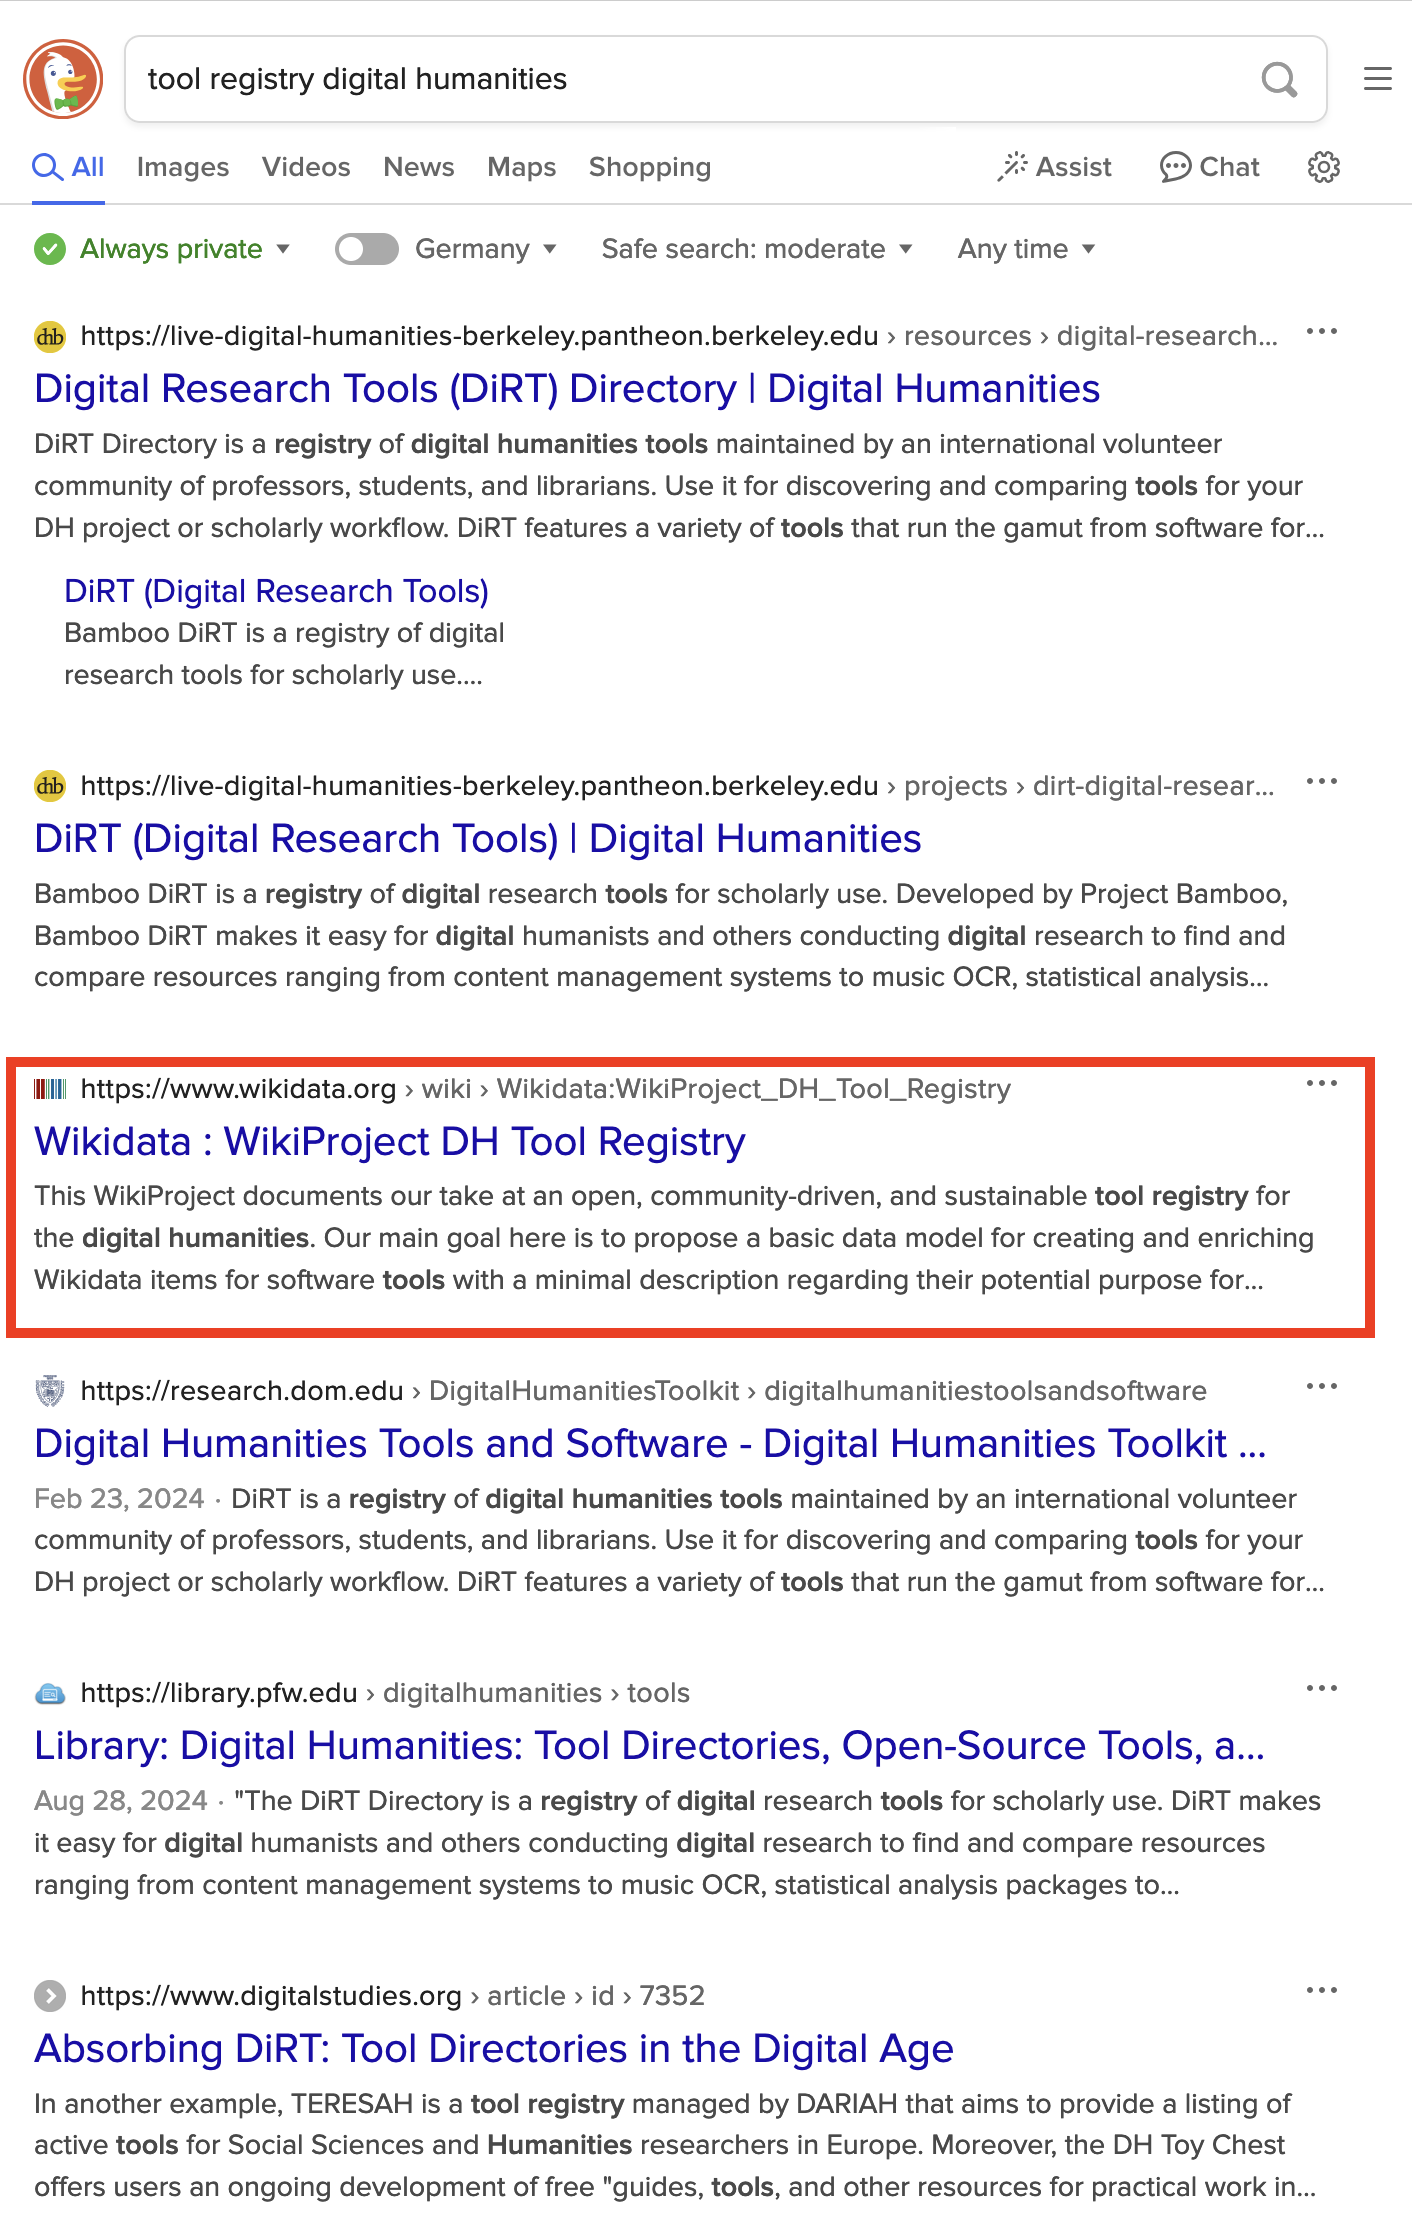 tool registry digital humanities
All Images Videos News Maps Shopping Assist Chat
Always private Germany Safe search: moderate Any time
dhb https://live-digital-humanities-berkeley.pantheon.berkeley.edu › resources › digital-research...
Digital Research Tools (DiRT) Directory | Digital Humanities
DiRT Directory is a registry of digital humanities tools maintained by an international volunteer
community of professors, students, and librarians. Use it for discovering and comparing tools for your
DH project or scholarly workflow. DiRT features a variety of tools that run the gamut from software for...
DiRT (Digital Research Tools)
Bamboo DiRT is a registry of digital
research tools for scholarly use....
dhb https://live-digital-humanities-berkeley.pantheon.berkeley.edu › projects › dirt-digital-resear...
DiRT (Digital Research Tools) | Digital Humanities
Bamboo DiRT is a registry of digital research tools for scholarly use. Developed by Project Bamboo,
Bamboo DiRT makes it easy for digital humanists and others conducting digital research to find and
compare resources ranging from content management systems to music OCR, statistical analysis...
https://www.wikidata.org › wiki › Wikidata:WikiProject_DH_Tool_Registry
Wikidata : WikiProject DH Tool Registry
This WikiProject documents our take at an open, community-driven, and sustainable tool registry for
the digital humanities. Our main goal here is to propose a basic data model for creating and enriching
Wikidata items for software tools with a minimal description regarding their potential purpose for...
https://research.dom.edu › DigitalHumanitiesToolkit › digitalhumanitiestoolsandsoftware
Digital Humanities Tools and Software - Digital Humanities Toolkit ...
Feb 23, 2024 · DiRT is a registry of digital humanities tools maintained by an international volunteer
community of professors, students, and librarians. Use it for discovering and comparing tools for your
DH project or scholarly workflow. DiRT features a variety of tools that run the gamut from software for...
https://library.pfw.edu › digitalhumanities › tools
Library: Digital Humanities: Tool Directories, Open-Source Tools, a...
Aug 28, 2024 · "The DiRT Directory is a registry of digital research tools for scholarly use. DiRT makes
it easy for digital humanists and others conducting digital research to find and compare resources
ranging from content management systems to music OCR, statistical analysis packages to...
https://www.digitalstudies.org › article › id › 7352
Absorbing DiRT: Tool Directories in the Digital Age
In another example, TERESAH is a tool registry managed by DARIAH that aims to provide a listing of
active tools for Social Sciences and Humanities researchers in Europe. Moreover, the DH Toy Chest
offers users an ongoing development of free "guides, tools, and other resources for practical work in...